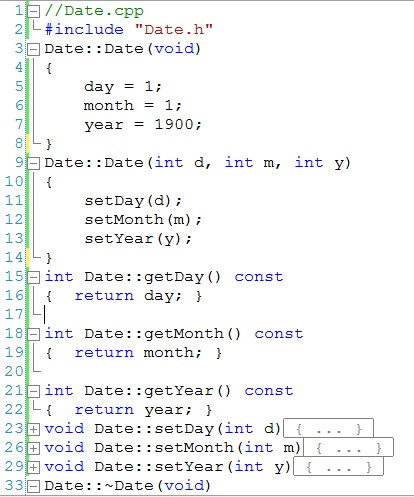 1 //Date.cpp
2 #include "Date.h"
3 Date::Date(void)
4 {
5     day = 1;
6     month = 1;
7     year = 1900;
8 }
9 Date::Date(int d, int m, int y)
10 {
11     setDay(d);
12     setMonth(m);
13     setYear(y);
14 }
15 int Date::getDay() const
16 {  return day; }
17
18 int Date::getMonth() const
19 {  return month; }
20
21 int Date::getYear() const
22 {  return year; }
23 void Date::setDay(int d){ ... }
26 void Date::setMonth(int m){ ... }
29 void Date::setYear(int y){ ... }
33 Date::~Date(void)